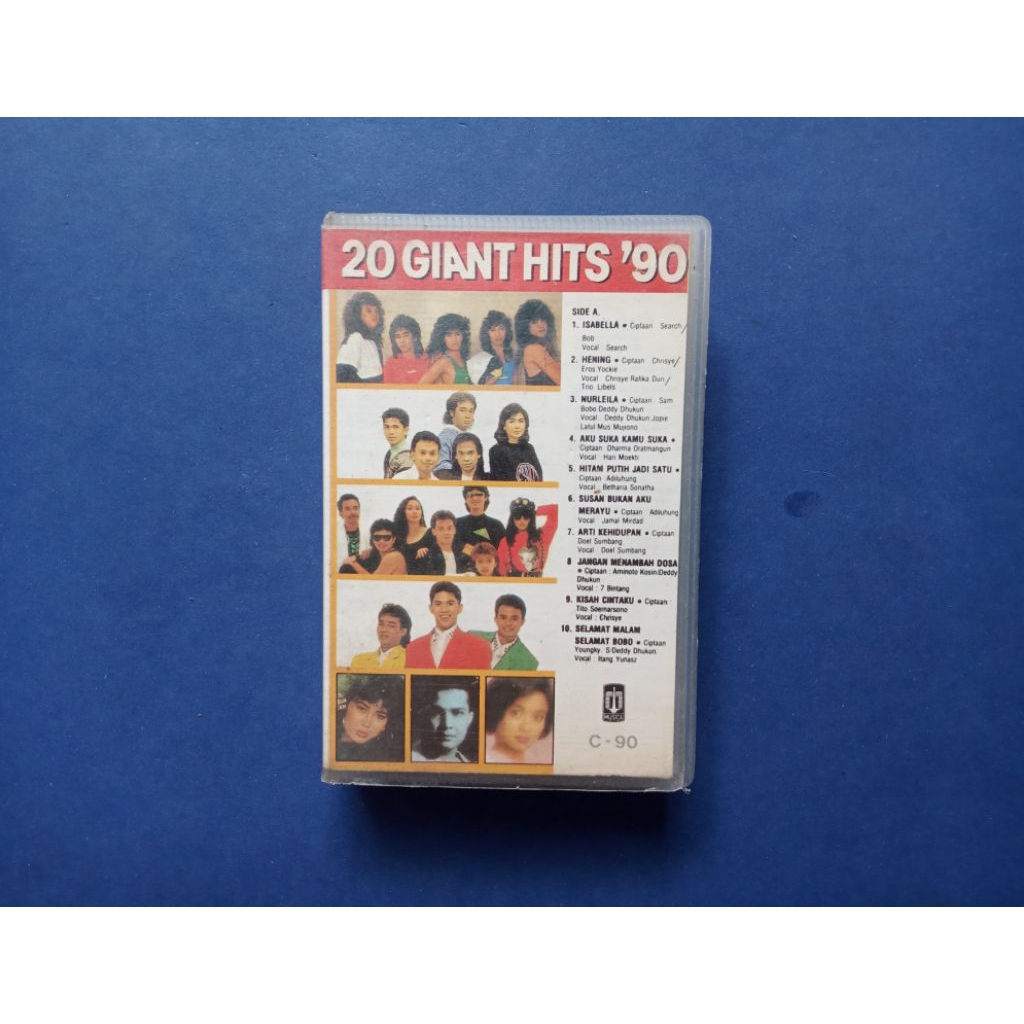 20 GIANT HITS '90
SIDE A.
1. ISABELLA • Ciptaan Search/
Bob
Vocal Search
2. HENING • Ciptaan Chrisye/
Eros Yockie
Vocal Chrisye Rafika Duri/
Trio Libels
3. NURLEILA • Ciptaan Sam
Bobo Deddy Dhukun
Vocal Deddy Dhukun Jopie
Latul Mus Mujiono
4. AKU SUKA KAMU SUKA •
Ciptaan Dharma Oratmangun
Vocal Hari Moekti
5. HITAM PUTIH JADI SATU •
Ciptaan Adiluhung
Vocal Betharia Sonatha
6. SUSAN BUKAN AKU
MERAYU • Ciptaan Adiluhung
Vocal : Jamal Mirdad
7. ARTI KEHIDUPAN • Ciptaan
Doel Sumbang
Vocal Doel Sumbang
8 JANGAN MENAMBAH DOSA
• Ciptaan : Aminoto Kosin/Deddy
Dhukun
Vocal : 7 Bintang
9. KISAH CINTAKU • Ciptaan :
Tito Soemarsono
Vocal : Chrisye
10. SELAMAT MALAM
SELAMAT BOBO • Ciptaan
Youngky. S/Deddy Dhukun
Vocal : Itang Yunasz
MUSICA
C-90